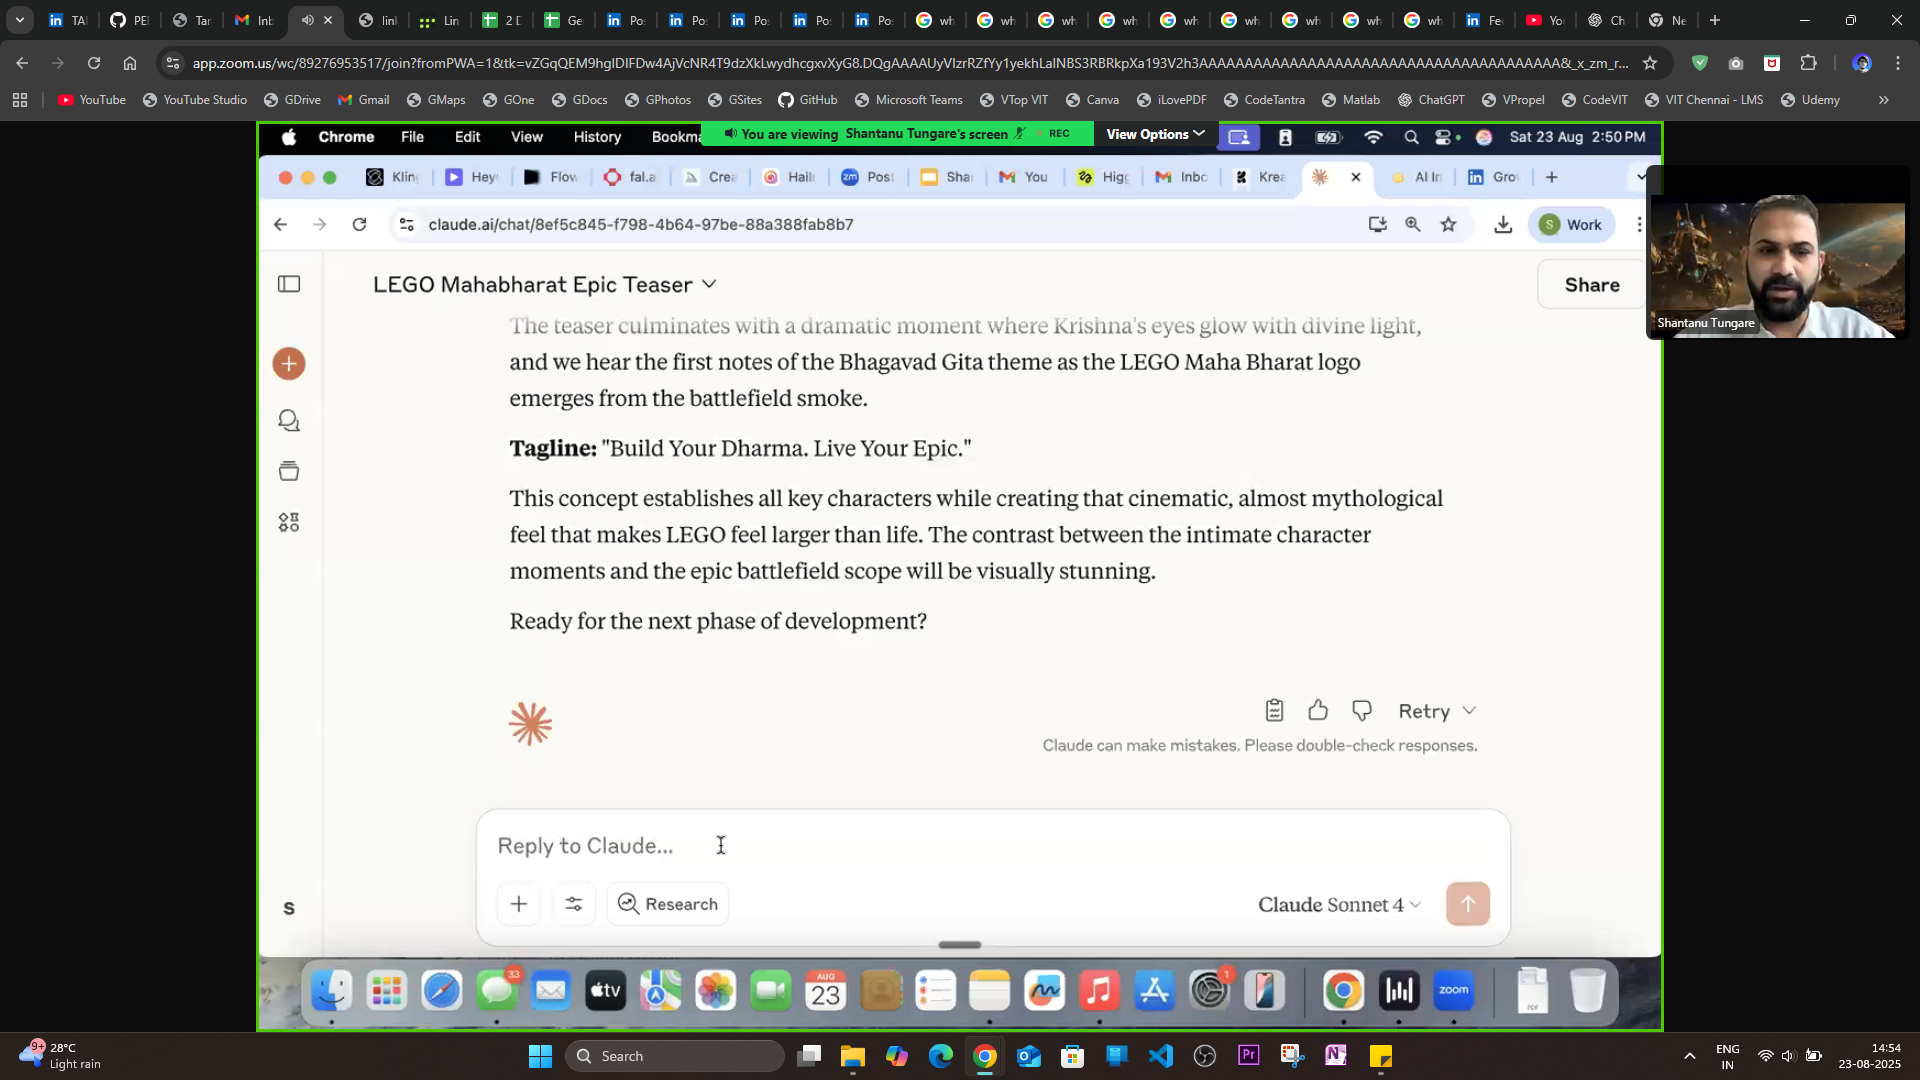 TA
PE
Tar
Inb
link
Lin
2 D
Ge
Po
Po
Po
Po
Po
wh
wh
wh
wh
wh
wh
wh
wh
wh
Fee
Yo
Ch
Ne
app.zoom.us/wc/89276953517/join?fromPWA=1&tk=vZGqQEM9hgIDIFDw4AjVcNR4T9dzXkLwydhcgxvXyG8.DQgAAAAUyVIzrRZfYy1yekhLaINBS3RBRkpXa193V2h3AAAAAAAAAAAAAAAAAAAAAAAAAAAAAAAAAAAAAAAA&_x_zm_r...
YouTube
YouTube Studio
GDrive
Gmail
GMaps
GOne
GDocs
GPhotos
GSites
GitHub
Microsoft Teams
VTop VIT
Canva
iLovePDF
CodeTantra
Matlab
ChatGPT
VPropel
CodeVIT
VIT Chennai - LMS
Udemy
Chrome File Edit View History Bookma
You are viewing Shantanu Tungare's screen REC
View Options
Sat 23 Aug 2:50 PM
Kling
Hey
Flow
fal.a
Crea
Hail
zm Post
Sha
You
Higg
Inbo
Krea
AI In
Gro
claude.ai/chat/8ef5c845-f798-4b64-97be-88a388fab8b7
S Work
LEGO Mahabharat Epic Teaser
Share
Shantanu Tungare
The teaser culminates with a dramatic moment where Krishna's eyes glow with divine light,
and we hear the first notes of the Bhagavad Gita theme as the LEGO Maha Bharat logo
emerges from the battlefield smoke.
Tagline: "Build Your Dharma. Live Your Epic."
This concept establishes all key characters while creating that cinematic, almost mythological
feel that makes LEGO feel larger than life. The contrast between the intimate character
moments and the epic battlefield scope will be visually stunning.
Ready for the next phase of development?
Retry
Claude can make mistakes. Please double-check responses.
Reply to Claude...
Research
Claude Sonnet 4
S
33
tv
AUG
23
1
zoom
PDF
9+
28°C
Light rain
Search
Pr
N
ENG
IN
14:54
23-08-2025